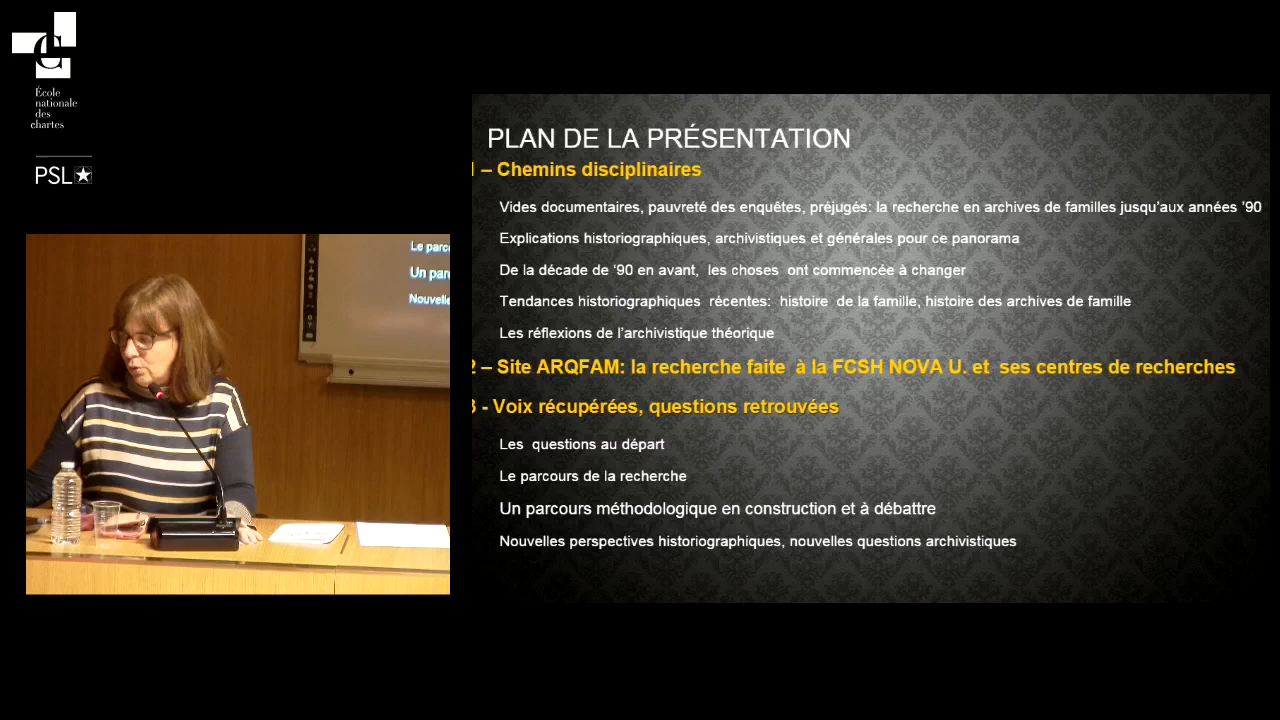 École
nationale
des
chartes
PSL
Le parc
Un par
Nouvelle
PLAN DE LA PRÉSENTATION
1 – Chemins disciplinaires
Vides documentaires, pauvreté des enquêtes, préjugés: la recherche en archives de familles jusqu’aux années ’90
Explications historiographiques, archivistiques et générales pour ce panorama
De la décade de ‘90 en avant, les choses ont commencée à changer
Tendances historiographiques récentes: histoire de la famille, histoire des archives de famille
Les réflexions de l’archivistique théorique
2 – Site ARQFAM: la recherche faite à la FCSH NOVA U. et ses centres de recherches
3 - Voix récupérées, questions retrouvées
Les questions au départ
Le parcours de la recherche
Un parcours méthodologique en construction et à débattre
Nouvelles perspectives historiographiques, nouvelles questions archivistiques